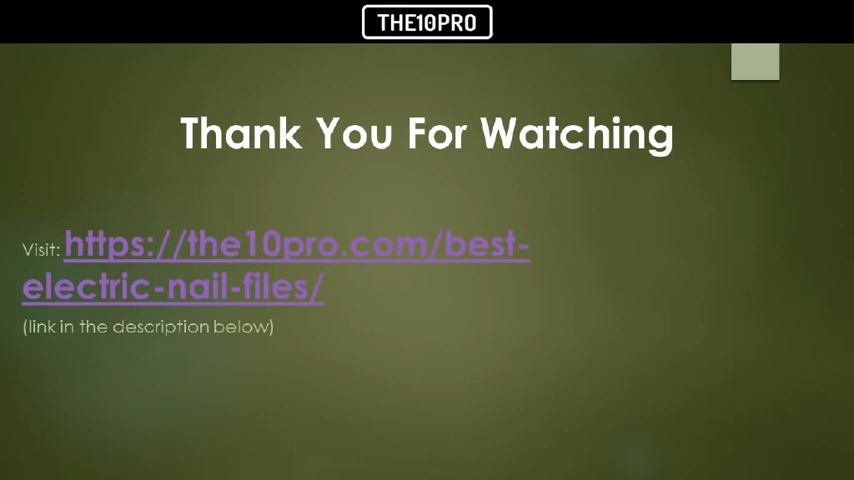 THE10PRO
Thank You For Watching
Visit: https://the10pro.com/best-
electric-nail-files/
(link in the description below)